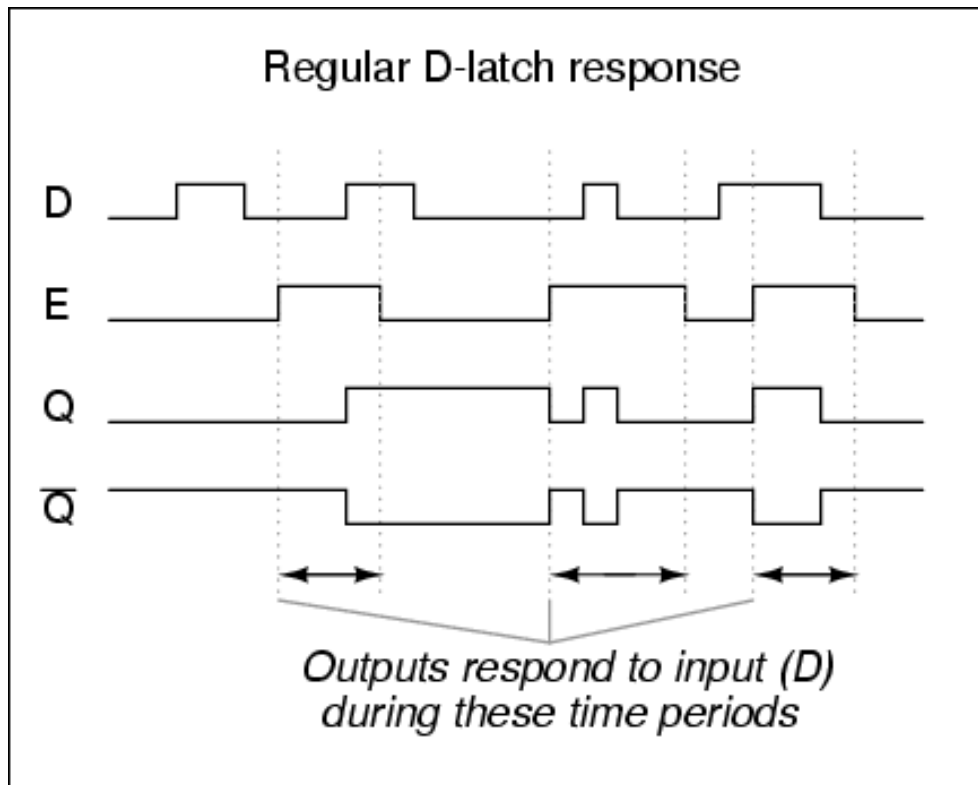 Regular D-latch response
D
E
Q
Q̅
Outputs respond to input (D)
during these time periods